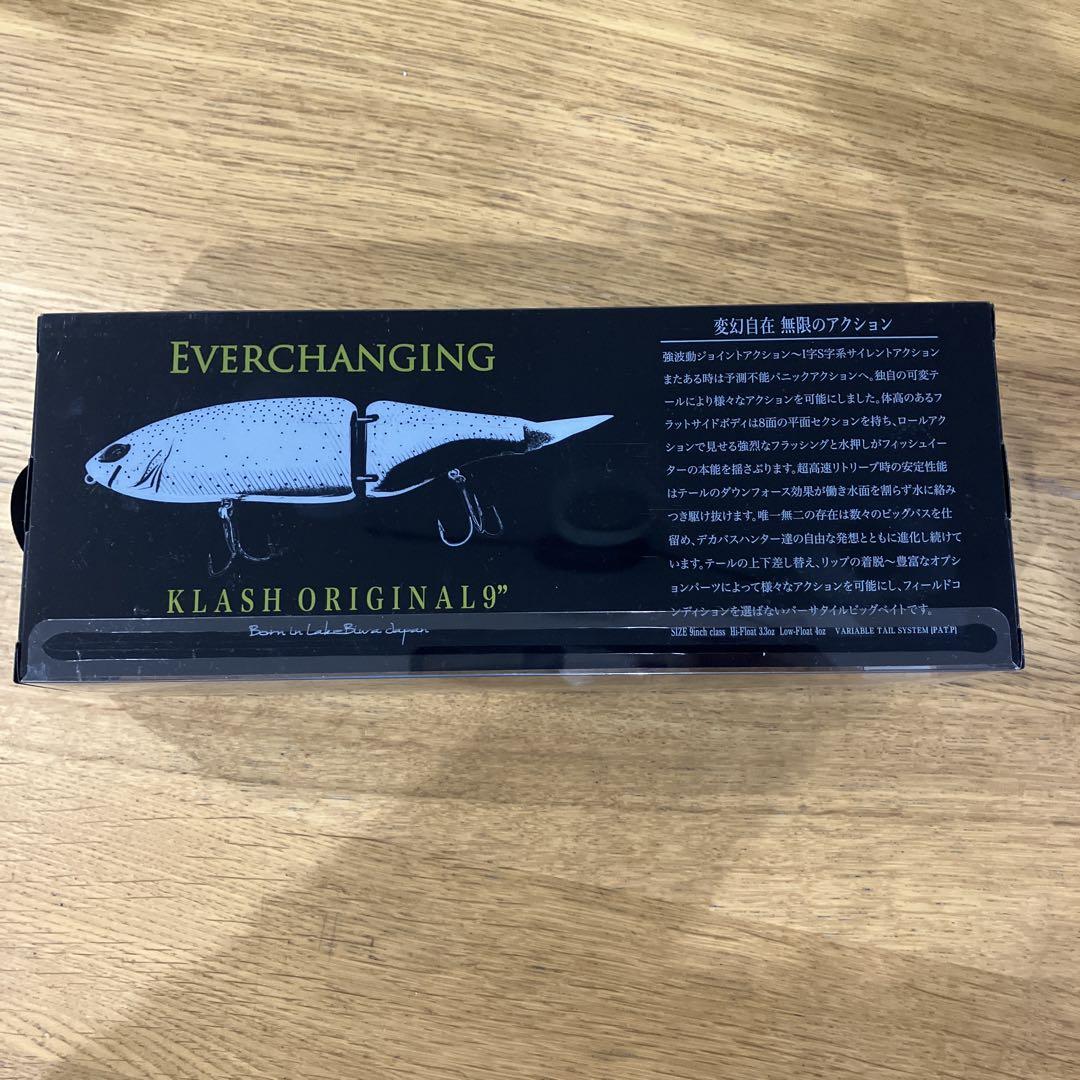 EVERCHANGING
KLASH ORIGINAL 9”
Born in Lake Biwa Japan
変幻自在 無限のアクション
強波動ジョイントアクション〜I字S字系サイレントアクション
またある時は予測不能パニックアクションへ。独自の可変テ
ールにより様々なアクションを可能にしました。体高のあるフ
ラットサイドボディは8面の平面セクションを持ち、ロールアク
ションで見せる強烈なフラッシングと水押しがフィッシュイー
ターの本能を揺さぶります。超高速リトリーブ時の安定性能
はテールのダウンフォース効果が働き水面を割らず水に絡み
つき駆け抜けます。唯一無二の存在は数々のビッグバスを仕
留め、デカバスハンター達の自由な発想とともに進化し続けて
います。テールの上下差し替え、リップの着脱〜豊富なオプシ
ョンパーツによって様々なアクションを可能にし、フィールドコ
ンディションを選ばないバーサタイルビッグベイトです。
SIZE 9inch class Hi-Float 3.3oz Low-Float 4oz VARIABLE TAIL SYSTEM [PAT.P]